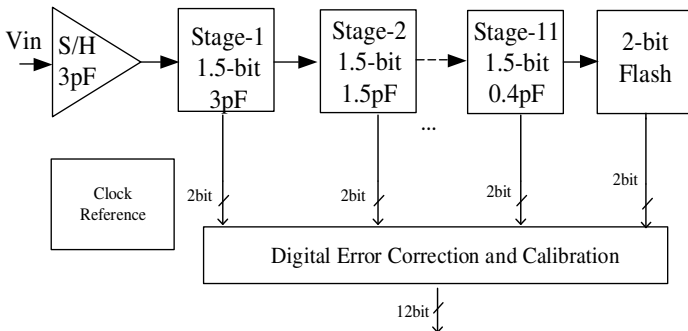 Vin
S/H
3pF
Stage-1
1.5-bit
3pF
Stage-2
1.5-bit
1.5pF
Stage-11
1.5-bit
0.4pF
2-bit
Flash
...
Clock
Reference
2bit
2bit
2bit
2bit
Digital Error Correction and Calibration
12bit